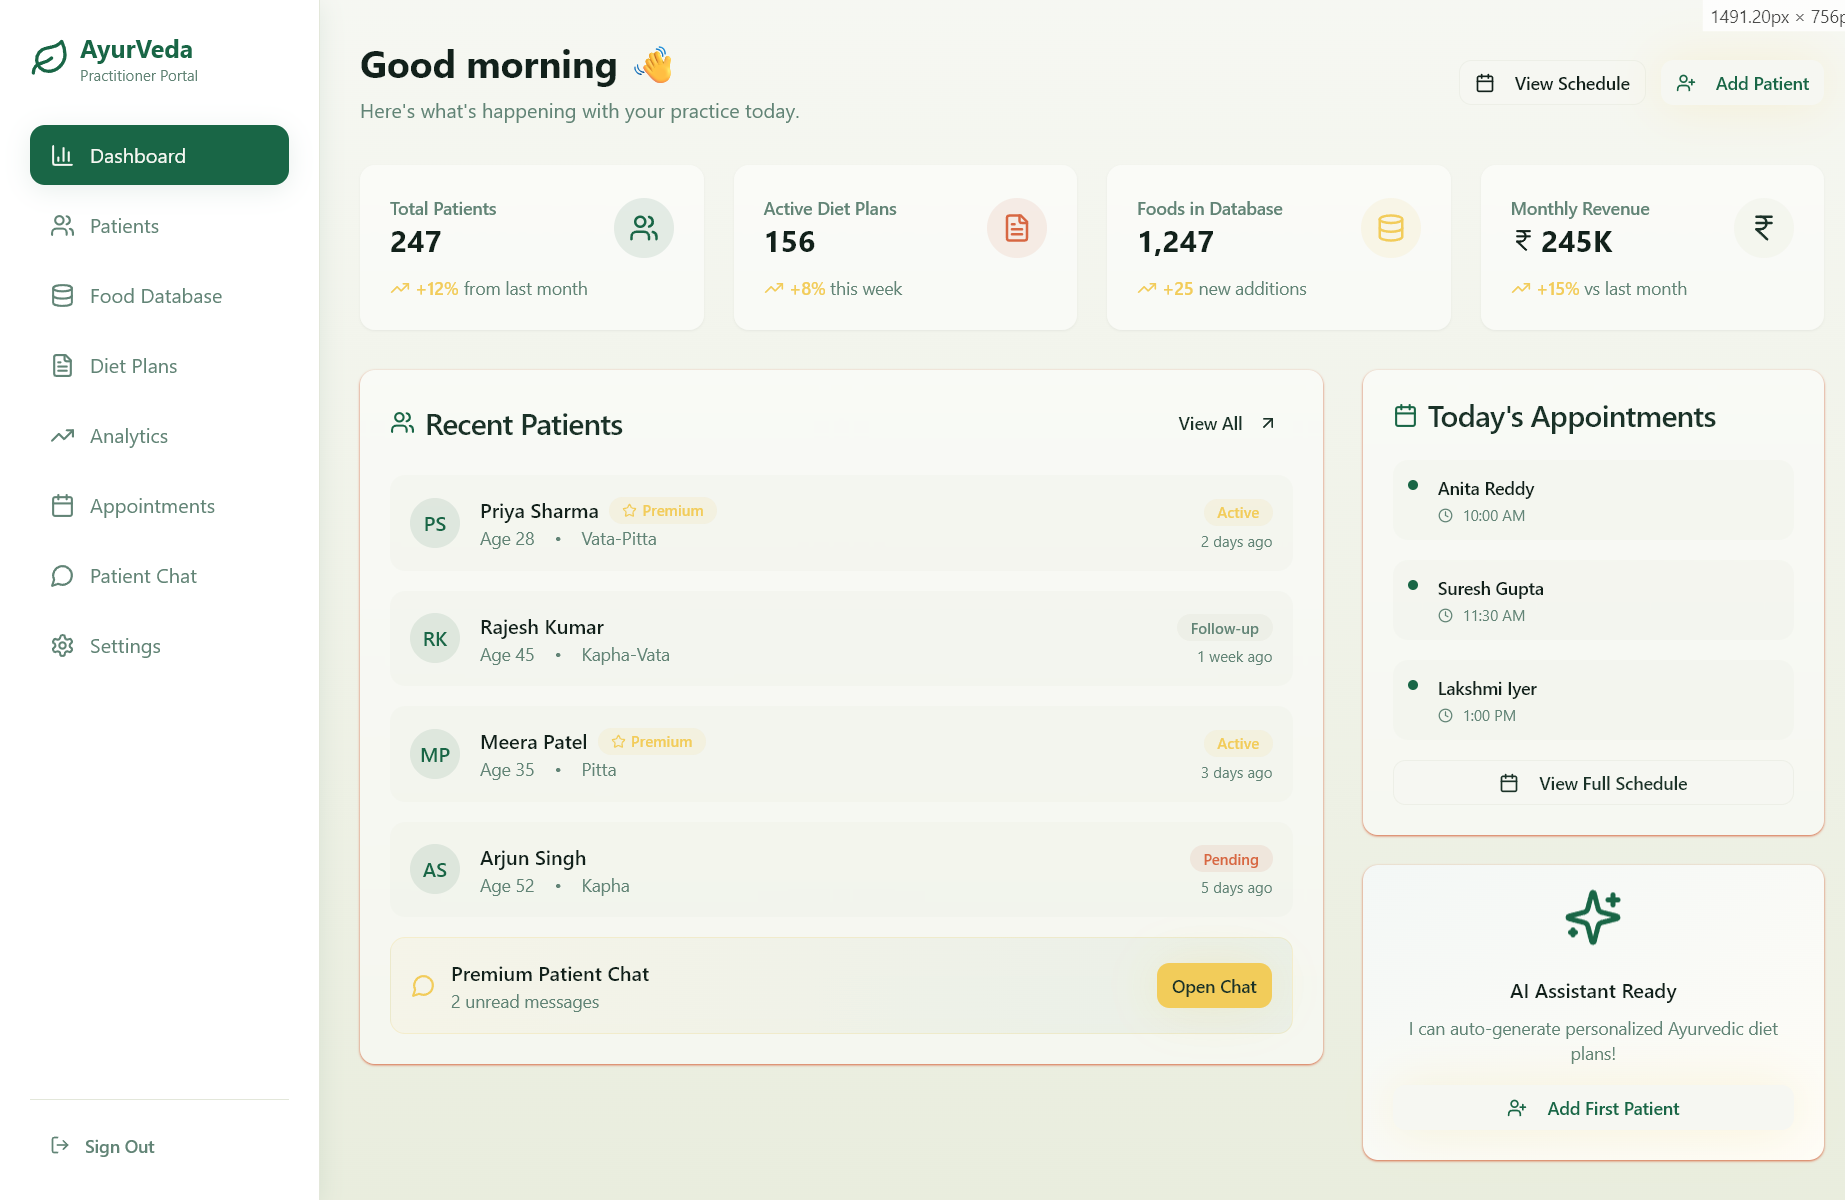 1491.20px × 756p
AyurVeda
Practitioner Portal
Dashboard
Patients
Food Database
Diet Plans
Analytics
Appointments
Patient Chat
Settings
Sign Out
Good morning 👋
Here's what's happening with your practice today.
View Schedule
Add Patient
Total Patients
247
+12% from last month
Active Diet Plans
156
+8% this week
Foods in Database
1,247
+25 new additions
Monthly Revenue
₹ 245K
₹
+15% vs last month
Recent Patients
View All
PS
Priya Sharma Premium
Age 28 • Vata-Pitta
Active
2 days ago
RK
Rajesh Kumar
Age 45 • Kapha-Vata
Follow-up
1 week ago
MP
Meera Patel Premium
Age 35 • Pitta
Active
3 days ago
AS
Arjun Singh
Age 52 • Kapha
Pending
5 days ago
Premium Patient Chat
2 unread messages
Open Chat
Today's Appointments
Anita Reddy
10:00 AM
Suresh Gupta
11:30 AM
Lakshmi Iyer
1:00 PM
View Full Schedule
AI Assistant Ready
I can auto-generate personalized Ayurvedic diet
plans!
Add First Patient